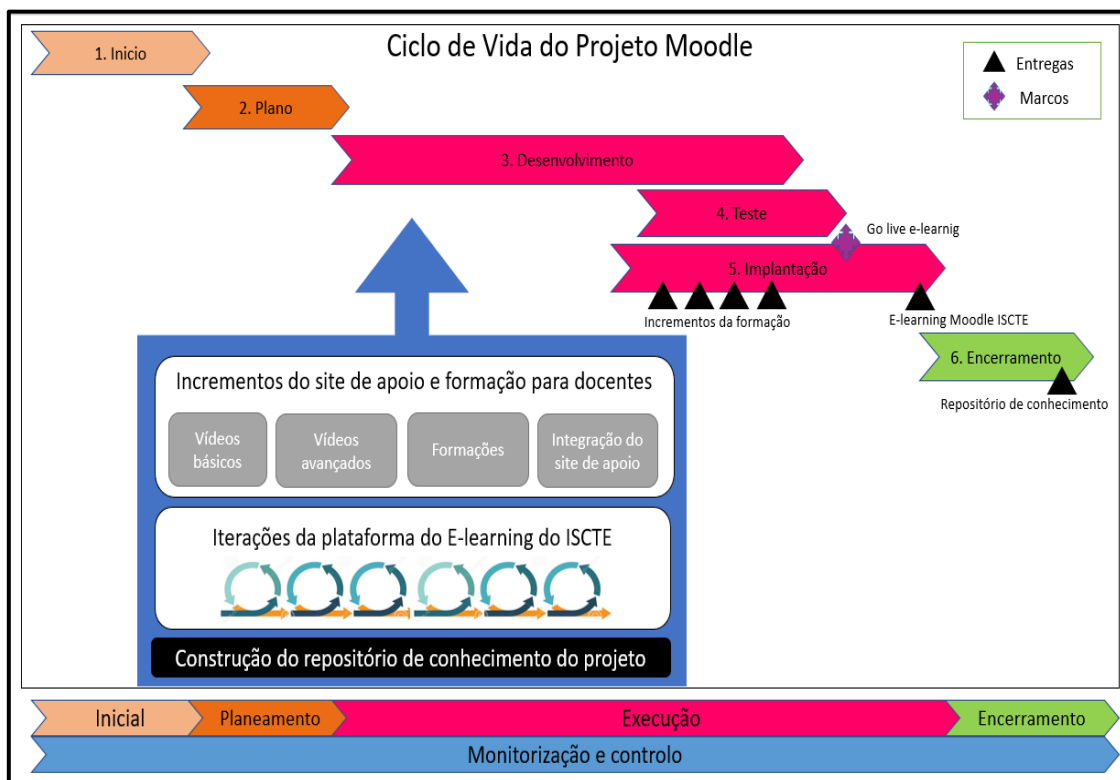 Ciclo de Vida do Projeto Moodle
1. Inicio
Entregas
Marcos
2. Plano
3. Desenvolvimento
4. Teste
Go live e-learnig
5. Implantação
Incrementos da formação
E-learning Moodle ISCTE
6. Encerramento
Repositório de conhecimento
Incrementos do site de apoio e formação para docentes
Vídeos
básicos
Vídeos
avançados
Formações
Integração do
site de apoio
Iterações da plataforma do E-learning do ISCTE
Construção do repositório de conhecimento do projeto
Inicial
Planeamento
Execução
Encerramento
Monitorização e controlo